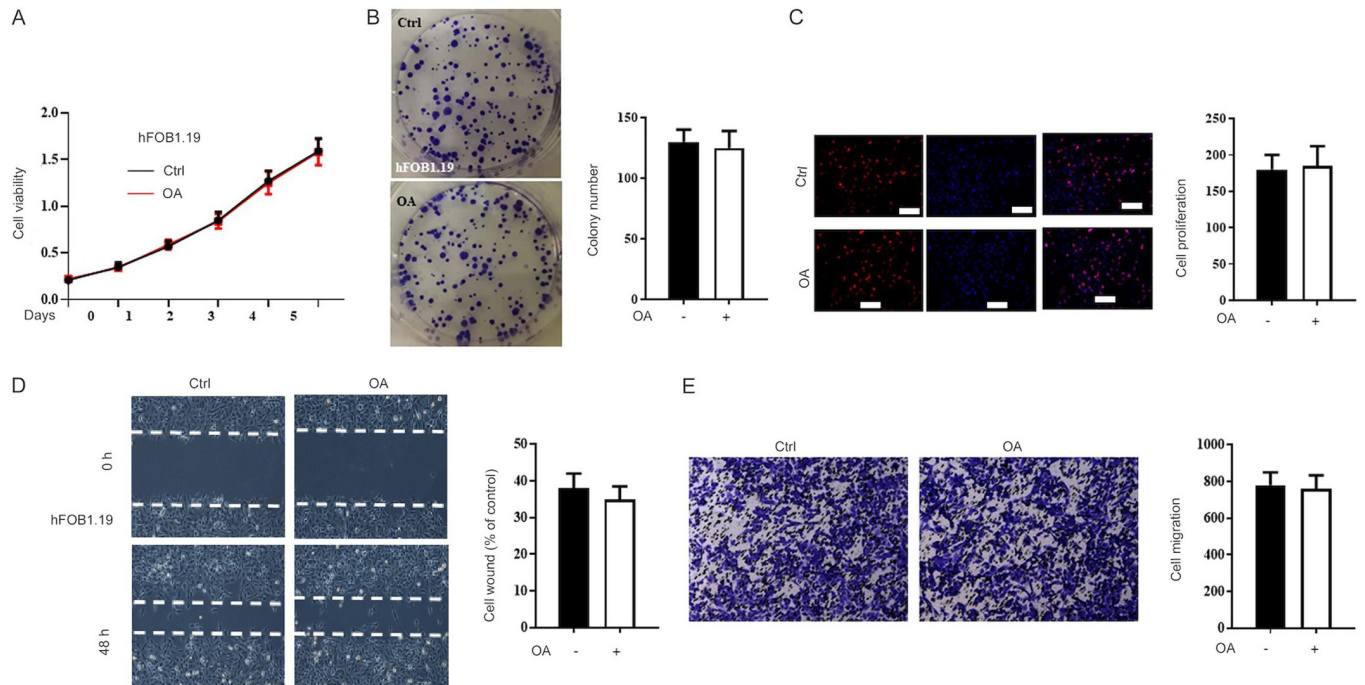 A
2.0
1.5
1.0
0.5
0.0
Cell viability
hFOB1.19
Ctrl
OA
Days 0 1 2 3 4 5
B
Ctrl
hFOB1.19
OA
150
100
50
0
Colony number
OA - +
C
Ctrl
OA
250
200
150
100
50
0
Cell proliferation
OA - +
D
Ctrl OA
0 h
hFOB1.19
48 h
50
40
30
20
10
0
Cell wound (% of control)
OA - +
E
Ctrl OA
1000
800
600
400
200
0
Cell migration
OA - +